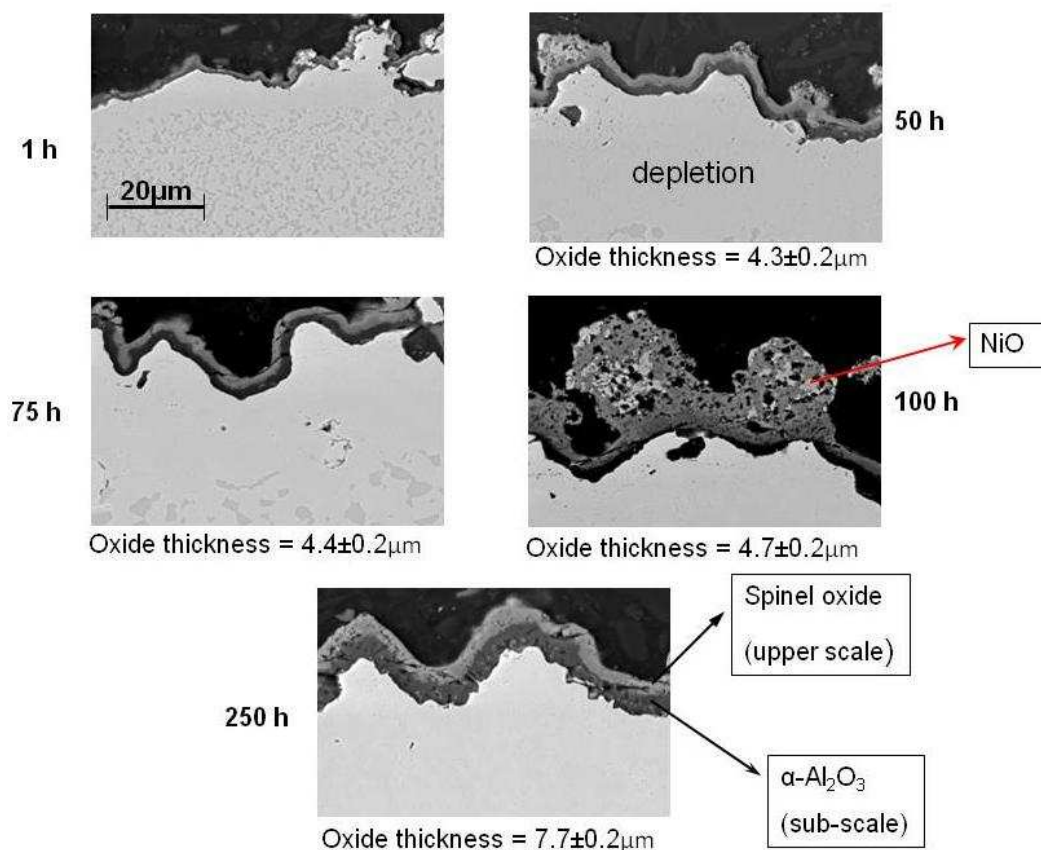 1 h
20μm
50 h
depletion
Oxide thickness = 4.3±0.2μm
75 h
Oxide thickness = 4.4±0.2μm
NiO
100 h
Oxide thickness = 4.7±0.2μm
Spinel oxide
(upper scale)
250 h
α-Al₂O₃
(sub-scale)
Oxide thickness = 7.7±0.2μm